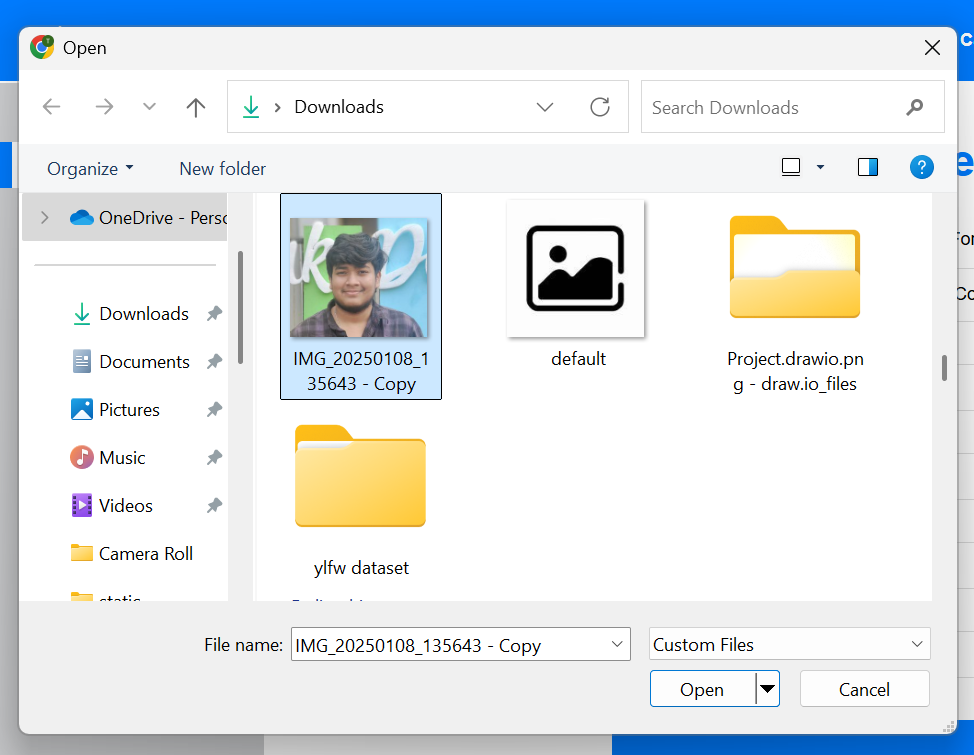 Open
Downloads
Search Downloads
Organize
New folder
OneDrive - Perso
Downloads
Documents
Pictures
Music
Videos
Camera Roll
IMG_20250108_1
35643 - Copy
default
Project.drawio.pn
g - draw.io_files
ylfw dataset
File name:
IMG_20250108_135643 - Copy
Custom Files
Open
Cancel